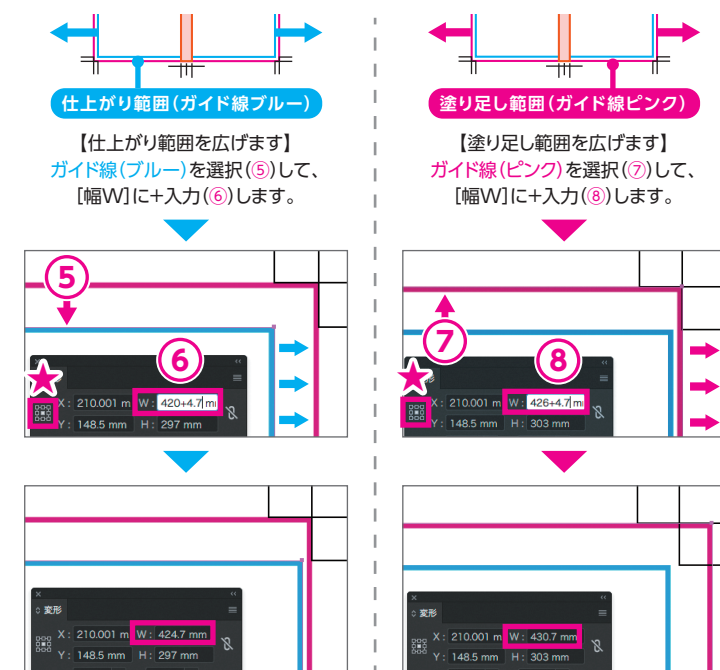 仕上がり範囲(ガイド線ブルー)
【仕上がり範囲を広げます】
ガイド線(ブルー)を選択(⑤)して、
[幅W]に+入力(⑥)します。
⑤
⑥
形
X: 210.001 m W: 420+4.7 m
Y: 148.5 mm H: 297 mm
変形
X: 210.001 m W: 424.7 mm
Y: 148.5 mm H: 297 mm
塗り足し範囲(ガイド線ピンク)
【塗り足し範囲を広げます】
ガイド線(ピンク)を選択(⑦)して、
[幅W]に+入力(⑧)します。
⑦
⑧
形
X: 210.001 m W: 426+4.7 m
Y: 148.5 mm H: 303 mm
変形
X: 210.001 m W: 430.7 mm
Y: 148.5 mm H: 303 mm